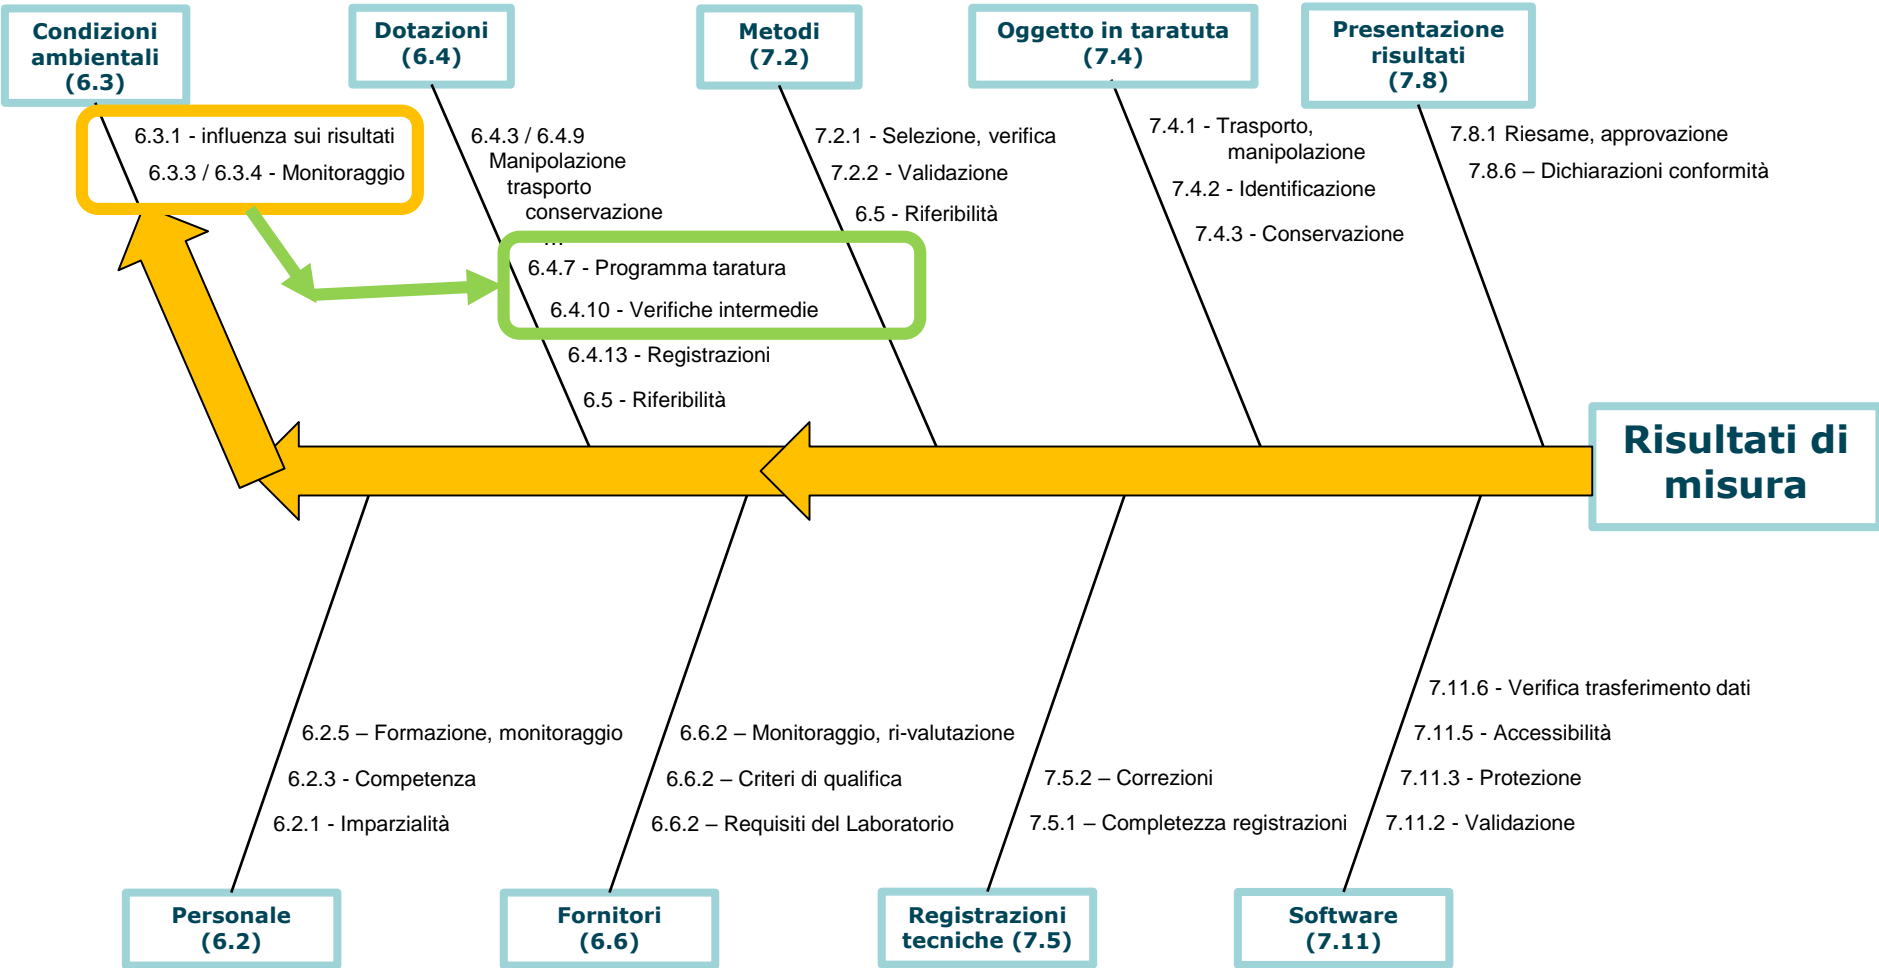 Condizioni
ambientali
(6.3)
Dotazioni
(6.4)
Metodi
(7.2)
Oggetto in taratuta
(7.4)
Presentazione
risultati
(7.8)
6.3.1 - influenza sui risultati
6.3.3 / 6.3.4 - Monitoraggio
6.4.3 / 6.4.9
Manipolazione
trasporto
conservazione
...
6.4.7 - Programma taratura
6.4.10 - Verifiche intermedie
6.4.13 - Registrazioni
6.5 - Riferibilità
7.2.1 - Selezione, verifica
7.2.2 - Validazione
6.5 - Riferibilità
7.4.1 - Trasporto,
manipolazione
7.4.2 - Identificazione
7.4.3 - Conservazione
7.8.1 Riesame, approvazione
7.8.6 – Dichiarazioni conformità
Risultati di
misura
6.2.5 – Formazione, monitoraggio
6.2.3 - Competenza
6.2.1 - Imparzialità
6.6.2 – Monitoraggio, ri-valutazione
6.6.2 – Criteri di qualifica
6.6.2 – Requisiti del Laboratorio
7.5.2 – Correzioni
7.5.1 – Completezza registrazioni
7.11.6 - Verifica trasferimento dati
7.11.5 - Accessibilità
7.11.3 - Protezione
7.11.2 - Validazione
Personale
(6.2)
Fornitori
(6.6)
Registrazioni
tecniche (7.5)
Software
(7.11)